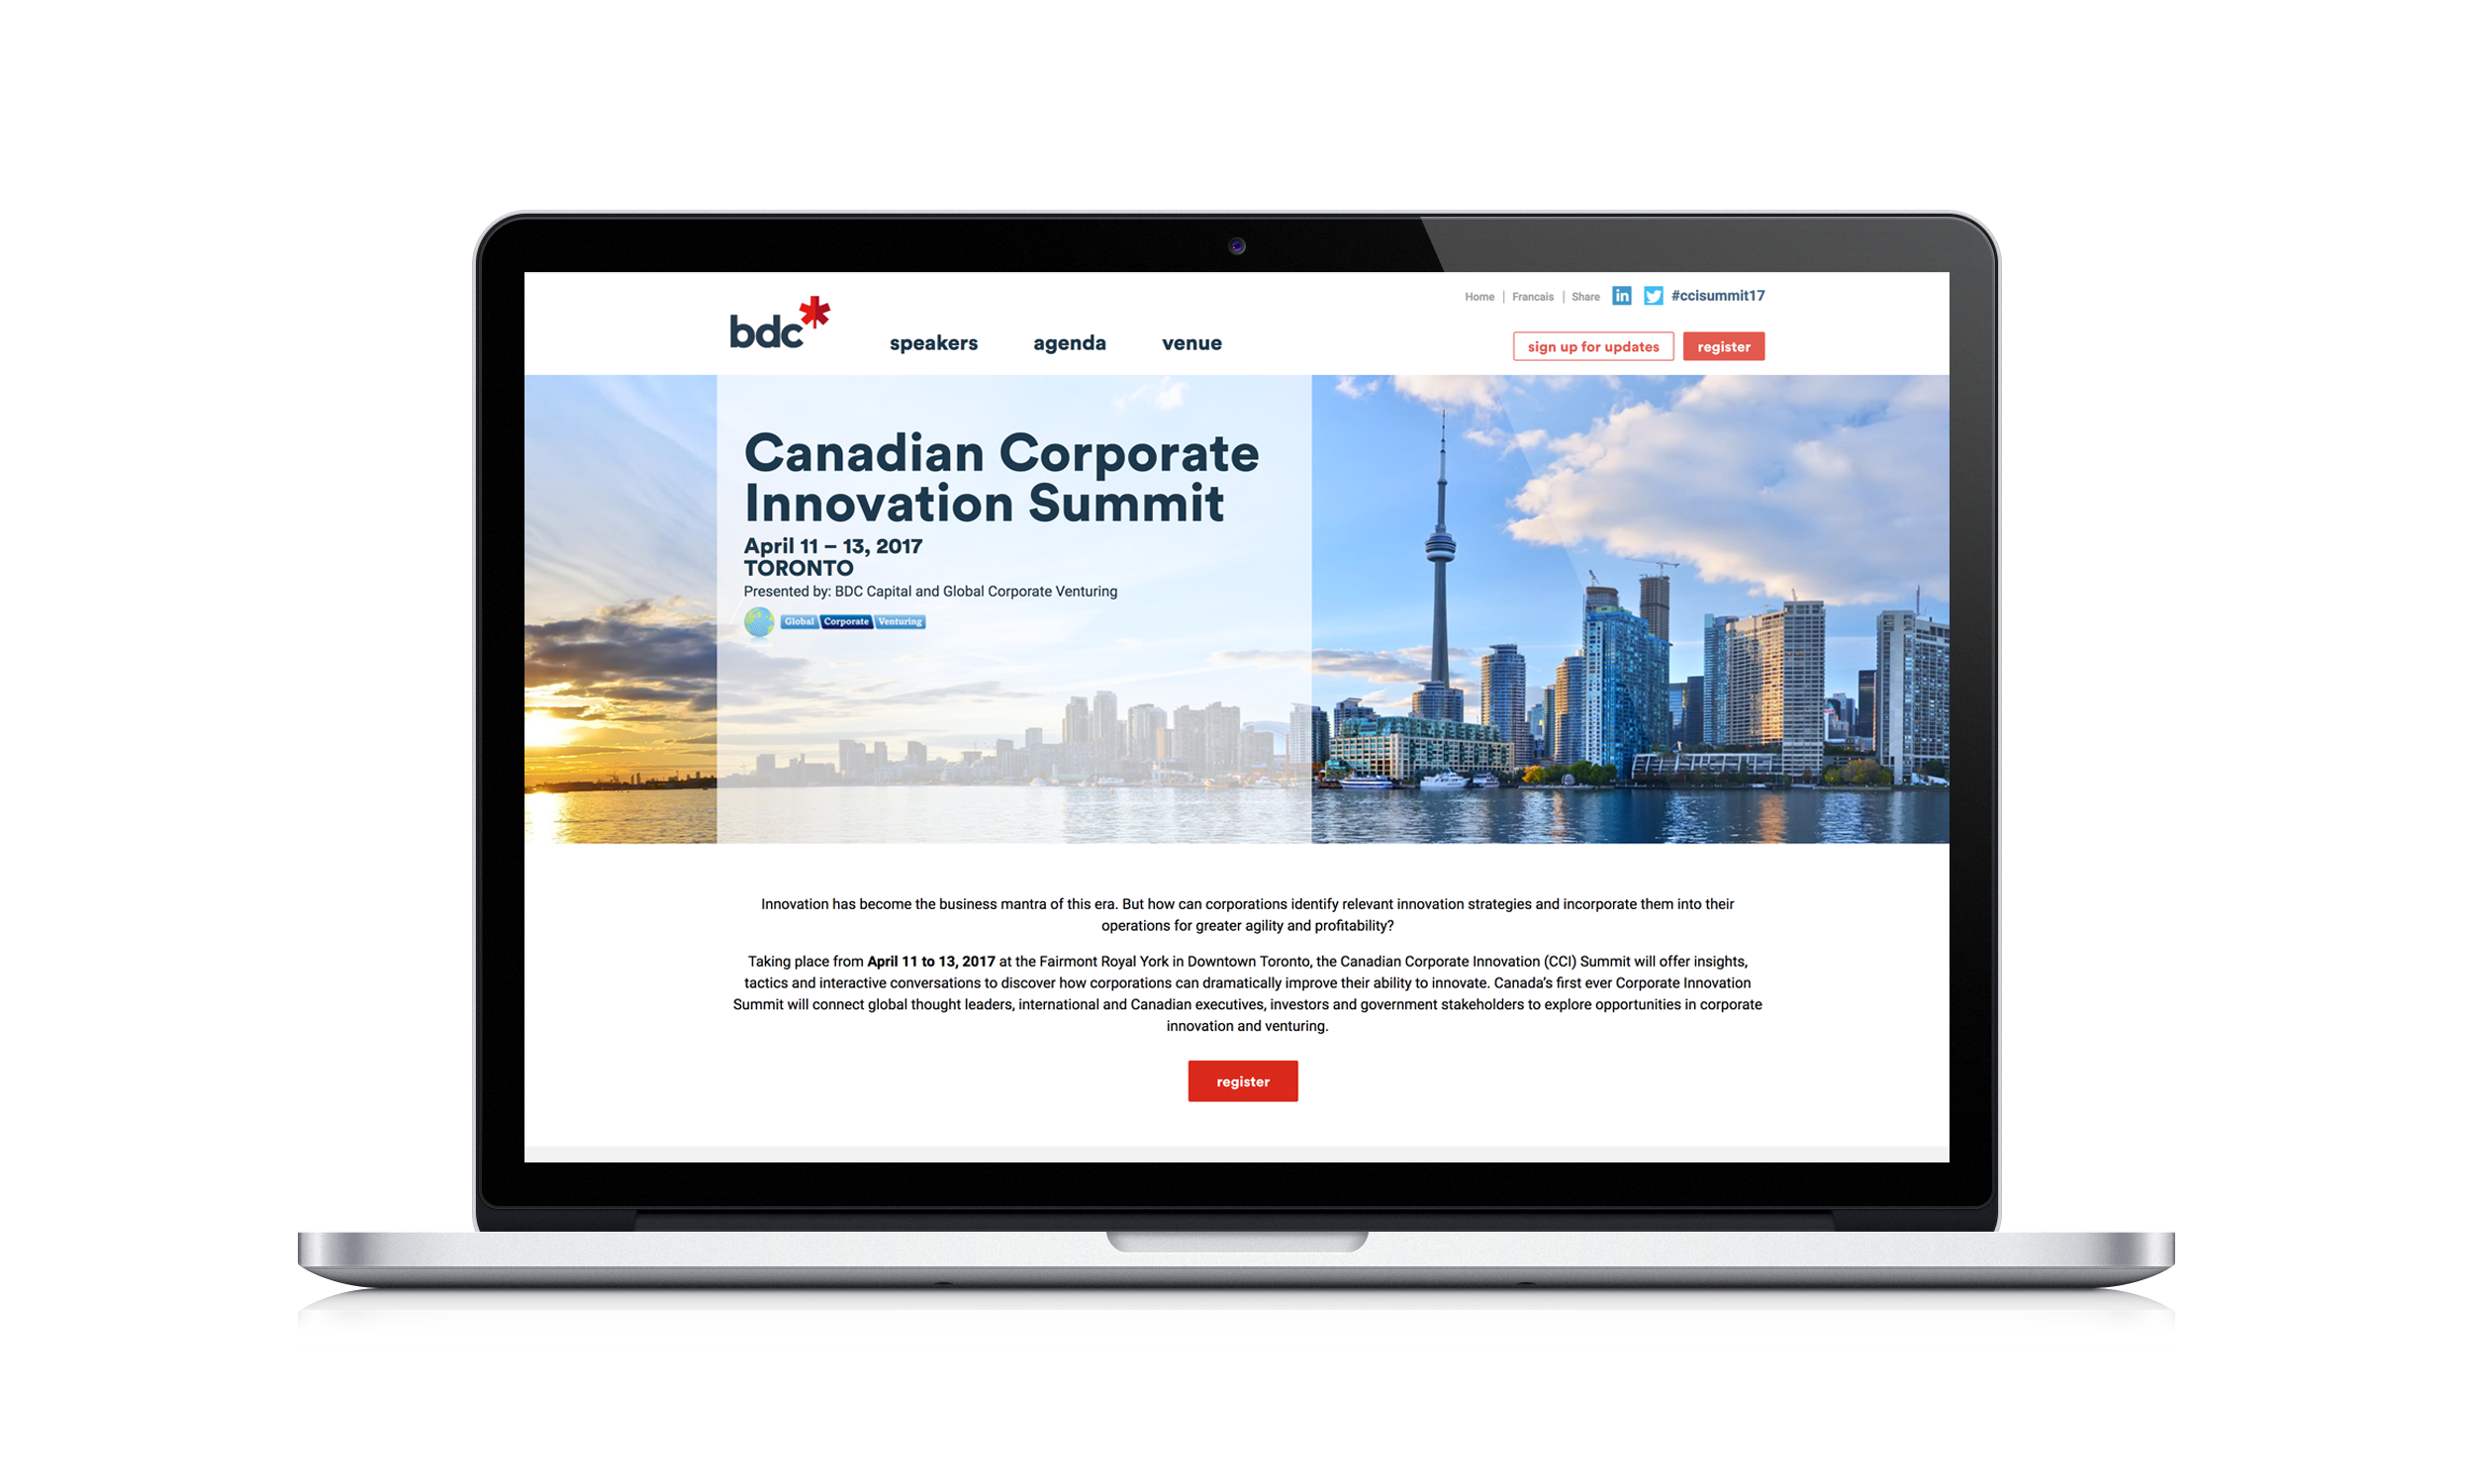 Home | Francais | Share in #ccisummit17
bdc
speakers agenda venue
sign up for updates register
Canadian Corporate
Innovation Summit
April 11 – 13, 2017
TORONTO
Presented by: BDC Capital and Global Corporate Venturing
Global Corporate Venturing
Innovation has become the business mantra of this era. But how can corporations identify relevant innovation strategies and incorporate them into their
operations for greater agility and profitability?
Taking place from April 11 to 13, 2017 at the Fairmont Royal York in Downtown Toronto, the Canadian Corporate Innovation (CCI) Summit will offer insights,
tactics and interactive conversations to discover how corporations can dramatically improve their ability to innovate. Canada’s first ever Corporate Innovation
Summit will connect global thought leaders, international and Canadian executives, investors and government stakeholders to explore opportunities in corporate
innovation and venturing.
register